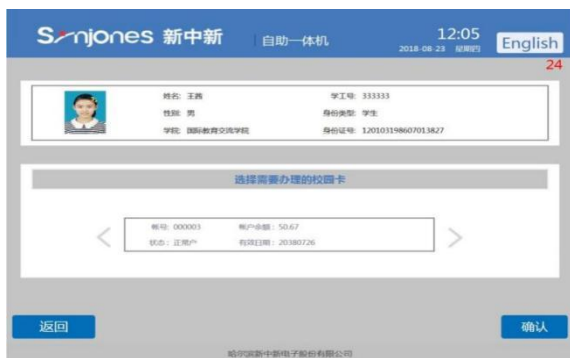 Synjones 新中新 自助一体机 12:05
2018-08-23 星期四 English
24
姓名: 王茜 学工号: 333333
性别: 男 身份类型: 学生
学院: 国际教育交流学院 身份证号: 120103198607013827
选择需要办理的校园卡
帐号: 000003 帐户余额: 50.67
状态: 正常户 有效日期: 20380726
返回 确认
哈尔滨新中新电子股份有限公司